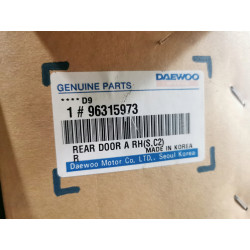 DAEWOO
GENUINE PARTS
**** D9
1 # 96315973
REAR DOOR A RH(S.C2)
MADE IN KOREA
R
Daewoo Motor Co, LTD., Seoul Korea